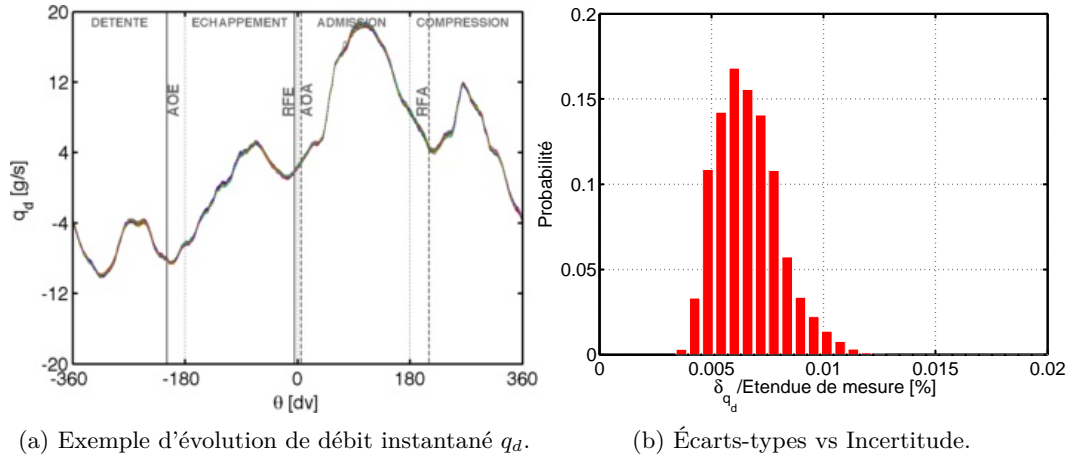 DETENTE ECHAPPEMENT ADMISSION COMPRESSION
AOE RFE AOA RFA
20
12
4
-4
-12
-20
q_d [g/s]
-360 -180 0 180 360
θ [dv]
(a) Exemple d'évolution de débit instantané q_d.
0.2
0.15
0.1
0.05
0
Probabilité
0 0.005 0.01 0.015 0.02
δ_{q_d}/Etendue de mesure [%]
(b) Écarts-types vs Incertitude.